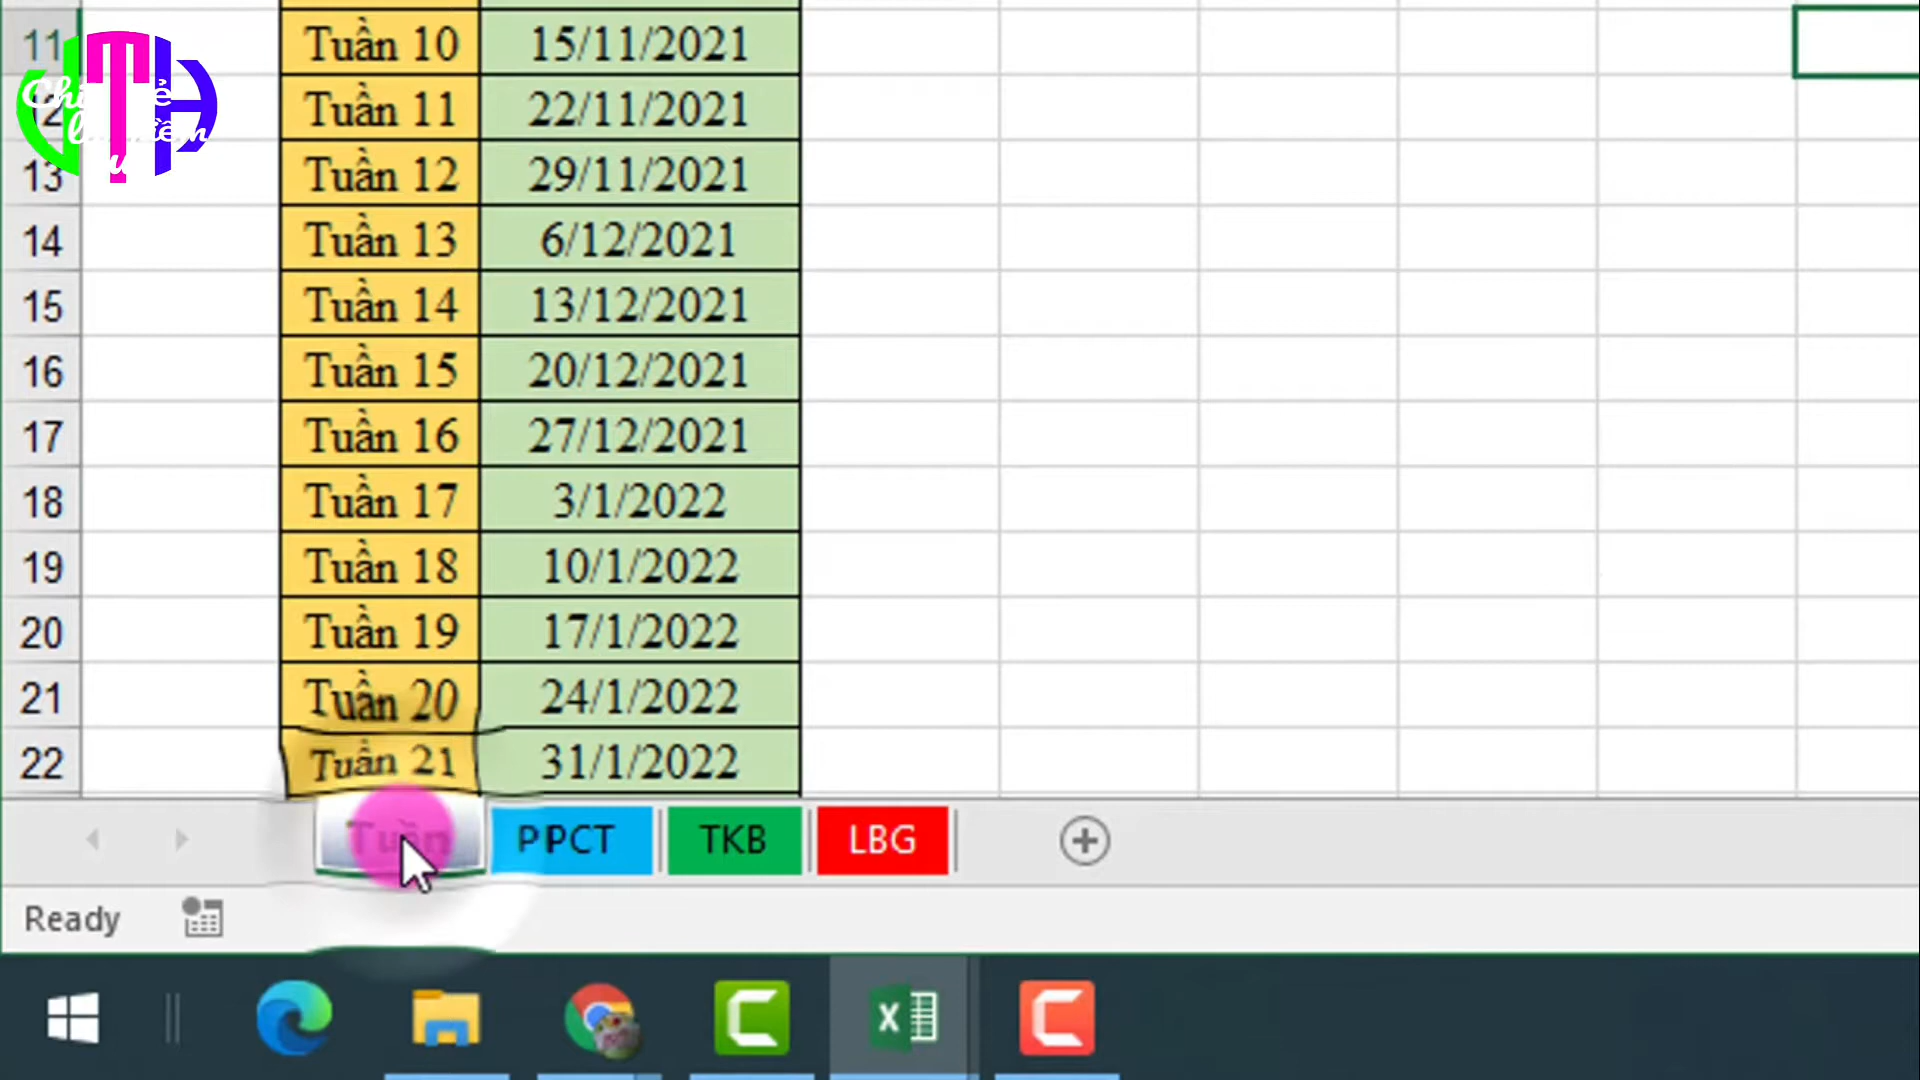 11 Tuần 10 15/11/2021
12 Tuần 11 22/11/2021
13 Tuần 12 29/11/2021
14 Tuần 13 6/12/2021
15 Tuần 14 13/12/2021
16 Tuần 15 20/12/2021
17 Tuần 16 27/12/2021
18 Tuần 17 3/1/2022
19 Tuần 18 10/1/2022
20 Tuần 19 17/1/2022
21 Tuần 20 24/1/2022
22 Tuần 21 31/1/2022
Tuần PPCT TKB LBG
Ready